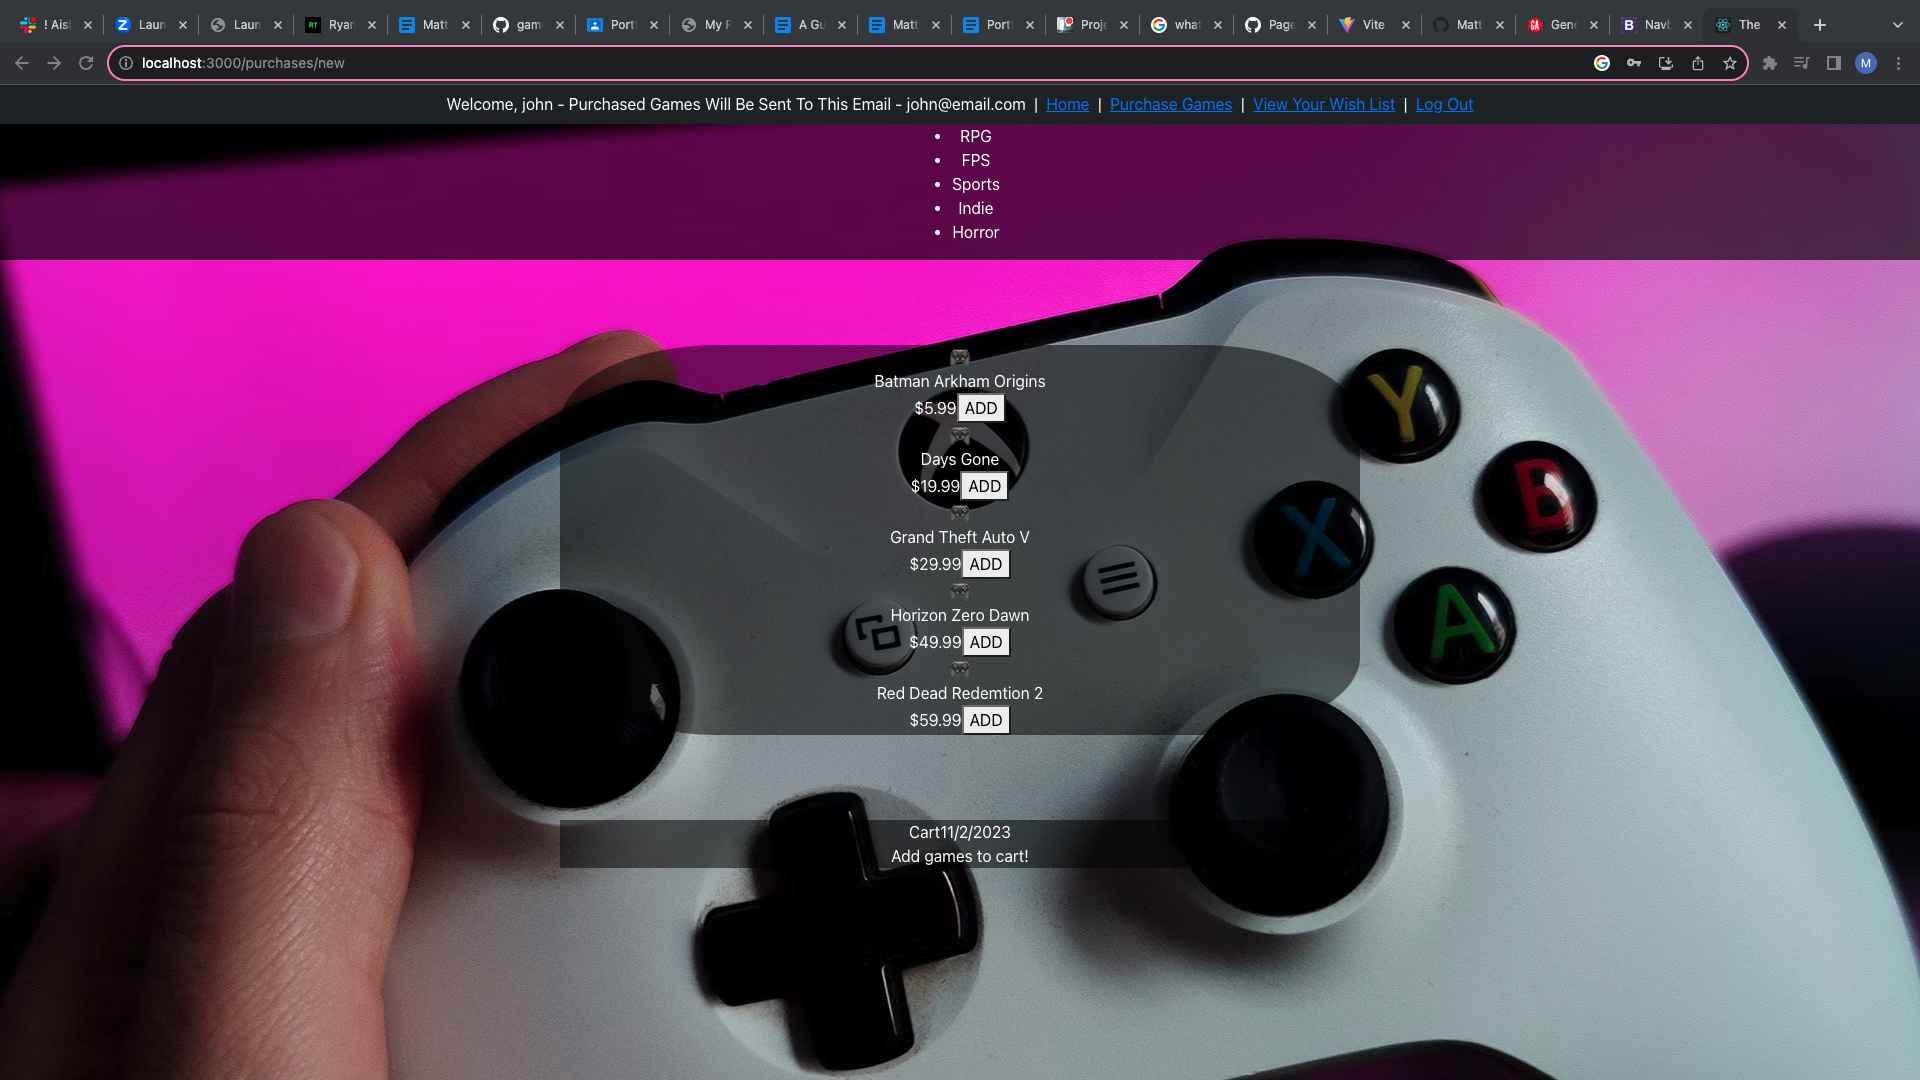 ! Aisl
Laun
Laun
RT
Ryan
Matt
gam
Port
My P
A Gu
Matt
Port
Proje
what
Page
Vite
Matt
GA
Gene
B
Navb
The
localhost:3000/purchases/new
M
Welcome, john - Purchased Games Will Be Sent To This Email - john@email.com | Home | Purchase Games | View Your Wish List | Log Out
• RPG
• FPS
• Sports
• Indie
• Horror
Batman Arkham Origins
$5.99 ADD
Days Gone
$19.99 ADD
Grand Theft Auto V
$29.99 ADD
Horizon Zero Dawn
$49.99 ADD
Red Dead Redemtion 2
$59.99 ADD
Cart11/2/2023
Add games to cart!
Y
B
X
A